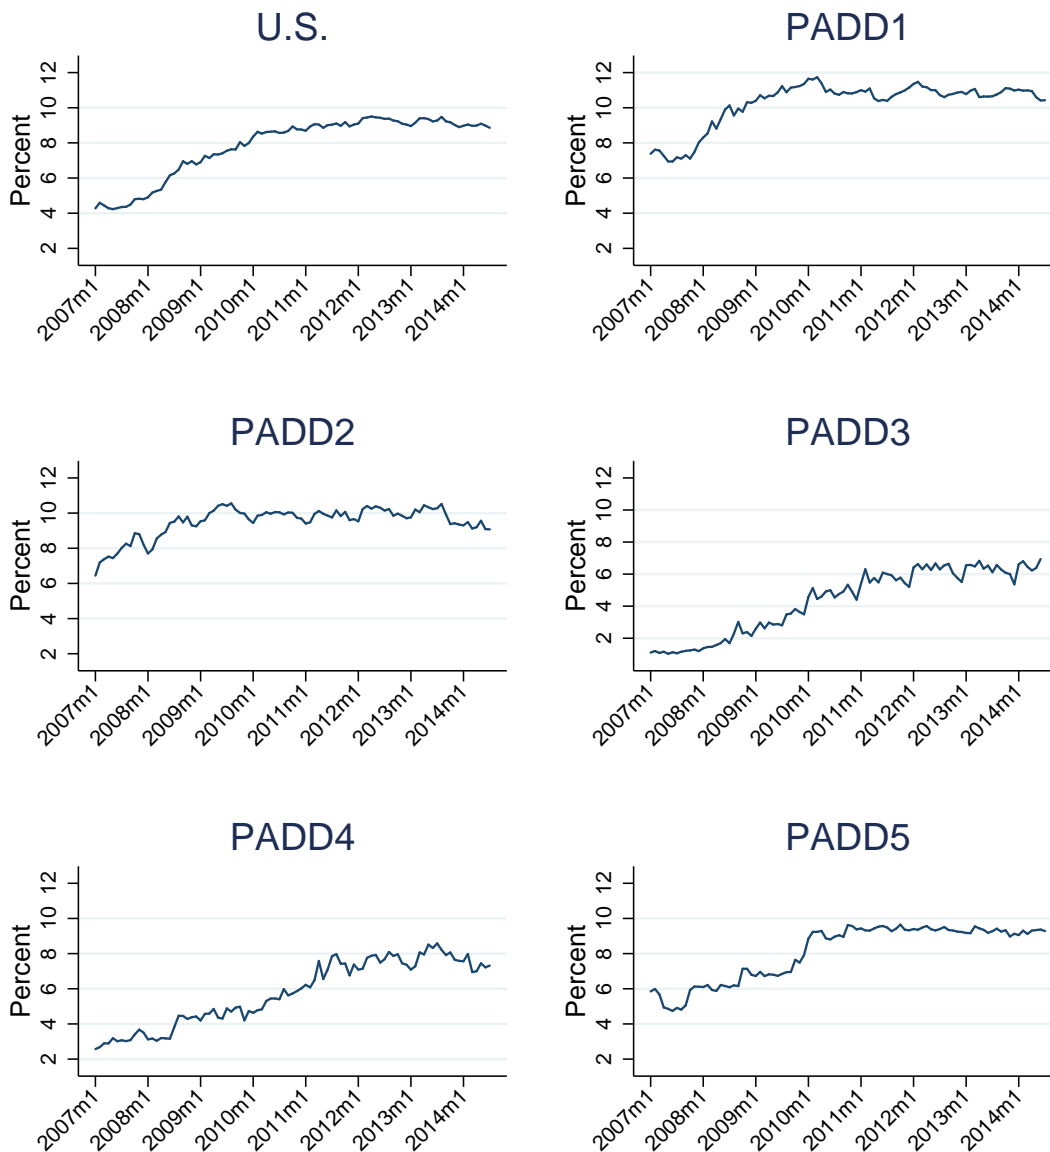 U.S.
Percent
12
10
8
6
4
2
2007m1
2008m1
2009m1
2010m1
2011m1
2012m1
2013m1
2014m1
PADD1
Percent
12
10
8
6
4
2
2007m1
2008m1
2009m1
2010m1
2011m1
2012m1
2013m1
2014m1
PADD2
Percent
12
10
8
6
4
2
2007m1
2008m1
2009m1
2010m1
2011m1
2012m1
2013m1
2014m1
PADD3
Percent
12
10
8
6
4
2
2007m1
2008m1
2009m1
2010m1
2011m1
2012m1
2013m1
2014m1
PADD4
Percent
12
10
8
6
4
2
2007m1
2008m1
2009m1
2010m1
2011m1
2012m1
2013m1
2014m1
PADD5
Percent
12
10
8
6
4
2
2007m1
2008m1
2009m1
2010m1
2011m1
2012m1
2013m1
2014m1